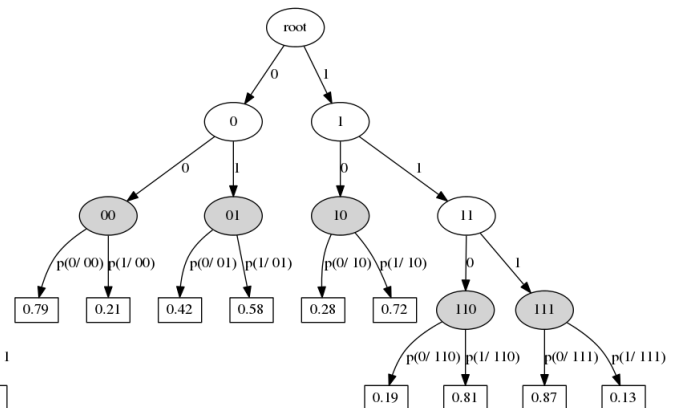 root
0 1
0 1
0 1 0 1
00 01 10 11
p(0/ 00) p(1/ 00) p(0/ 01) p(1/ 01) p(0/ 10) p(1/ 10) 0 1
0.79 0.21 0.42 0.58 0.28 0.72 110 111
1 p(0/ 110) p(1/ 110) p(0/ 111) p(1/ 111)
0.19 0.81 0.87 0.13